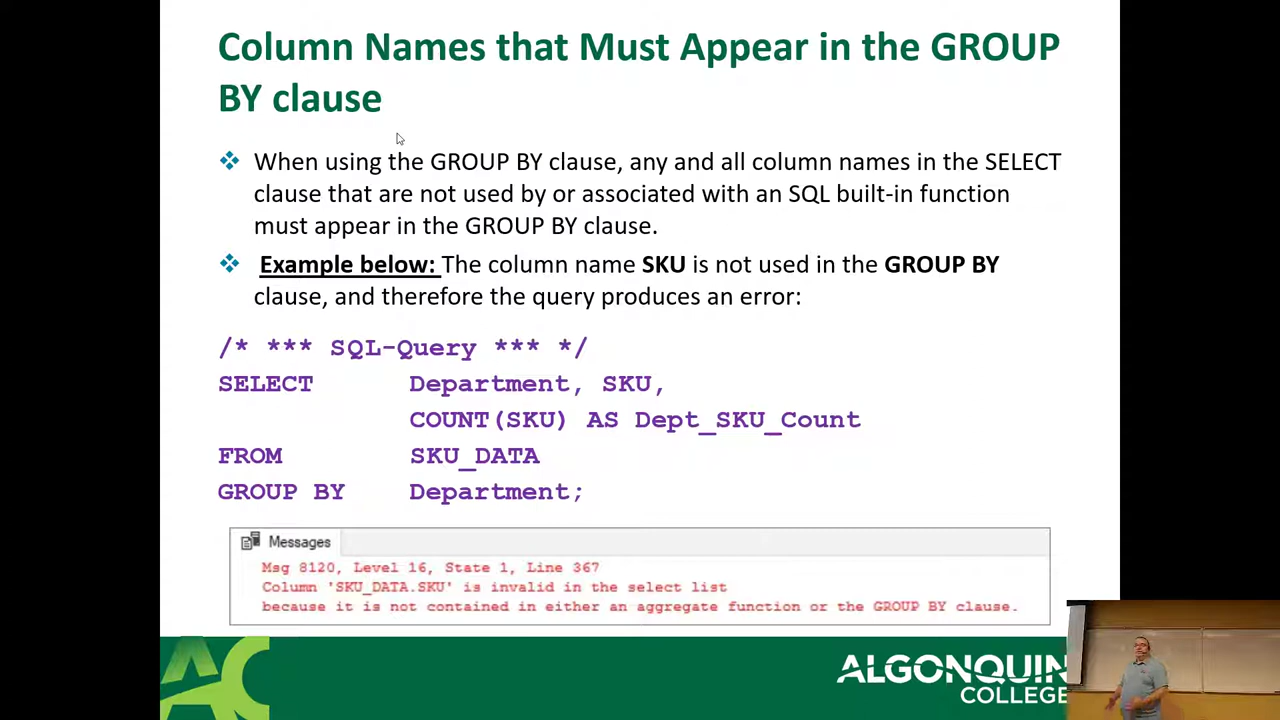 Column Names that Must Appear in the GROUP
BY clause
When using the GROUP BY clause, any and all column names in the SELECT
clause that are not used by or associated with an SQL built-in function
must appear in the GROUP BY clause.
Example below: The column name SKU is not used in the GROUP BY
clause, and therefore the query produces an error:
/* *** SQL-Query *** */
SELECT Department, SKU,
COUNT(SKU) AS Dept_SKU_Count
FROM SKU_DATA
GROUP BY Department;
Messages
Msg 8120, Level 16, State 1, Line 367
Column 'SKU_DATA.SKU' is invalid in the select list
because it is not contained in either an aggregate function or the GROUP BY clause.
AC
ALGONQUIN
COLLEGE